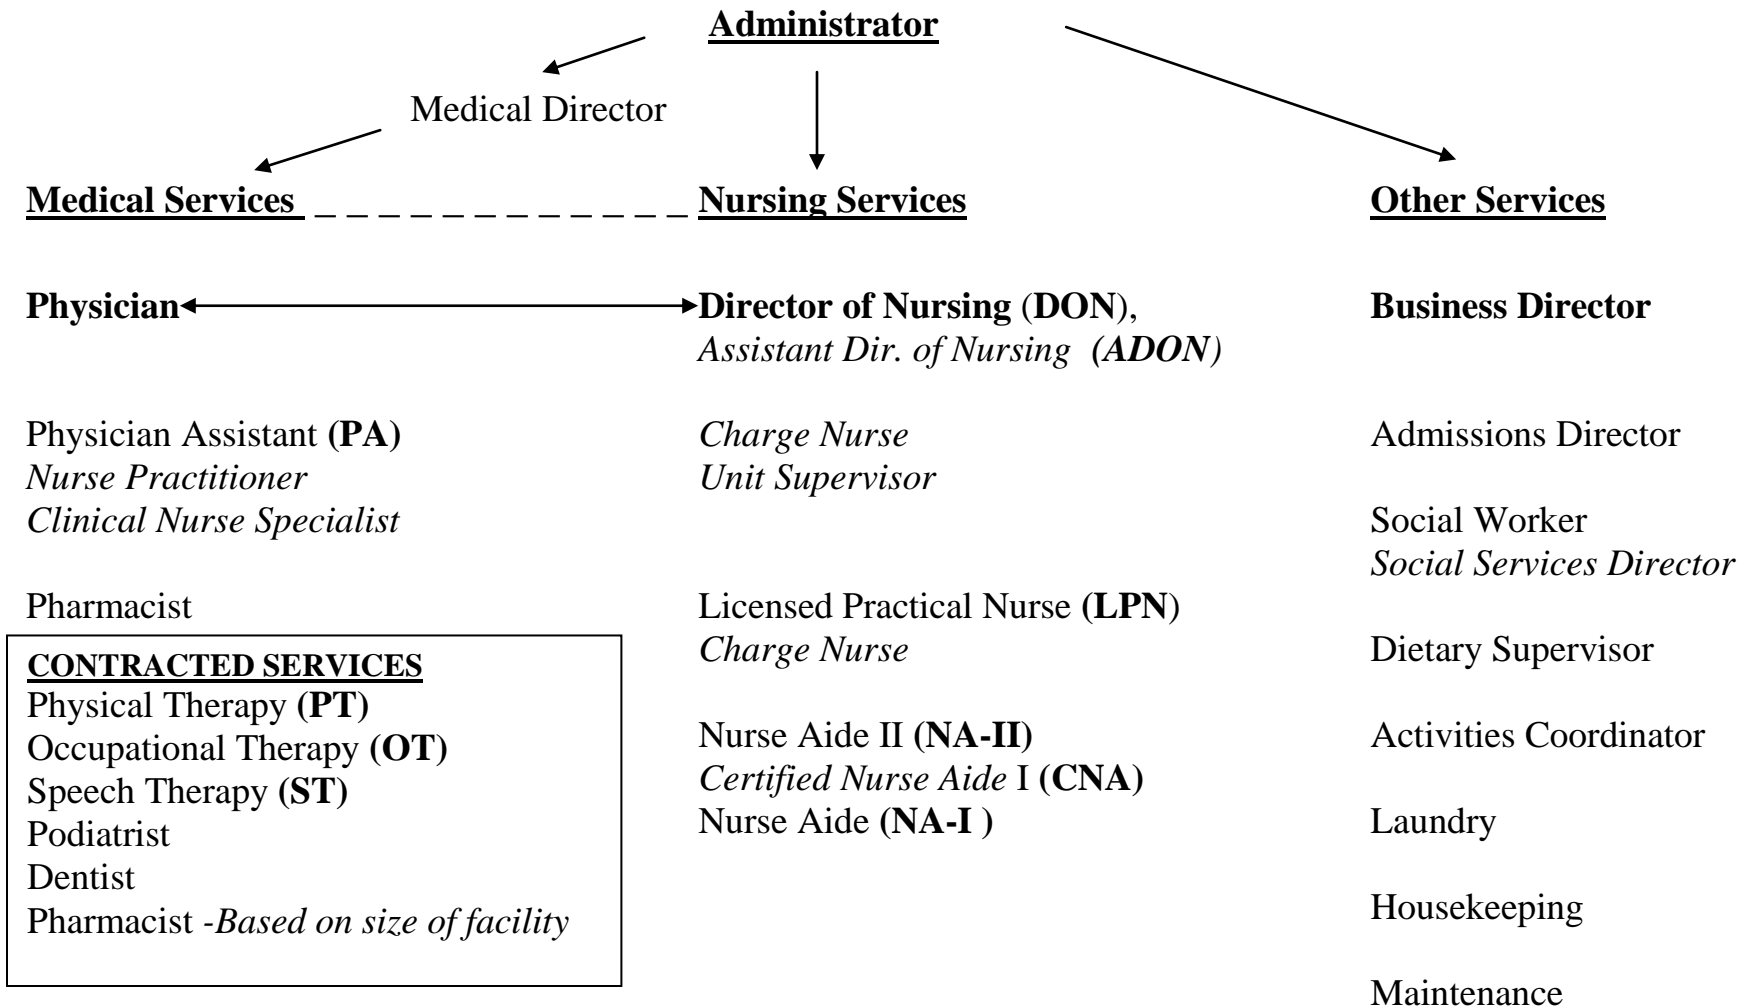 Administrator
Medical Director
Medical Services
Nursing Services
Other Services
Physician
Director of Nursing (DON),
Business Director
Assistant Dir. of Nursing (ADON)
Physician Assistant (PA)
Charge Nurse
Admissions Director
Nurse Practitioner
Unit Supervisor
Clinical Nurse Specialist
Social Worker
Social Services Director
Pharmacist
Licensed Practical Nurse (LPN)
CONTRACTED SERVICES
Charge Nurse
Dietary Supervisor
Physical Therapy (PT)
Occupational Therapy (OT)
Nurse Aide II (NA-II)
Activities Coordinator
Speech Therapy (ST)
Certified Nurse Aide I (CNA)
Podiatrist
Nurse Aide (NA-I )
Laundry
Dentist
Pharmacist -Based on size of facility
Housekeeping
Maintenance